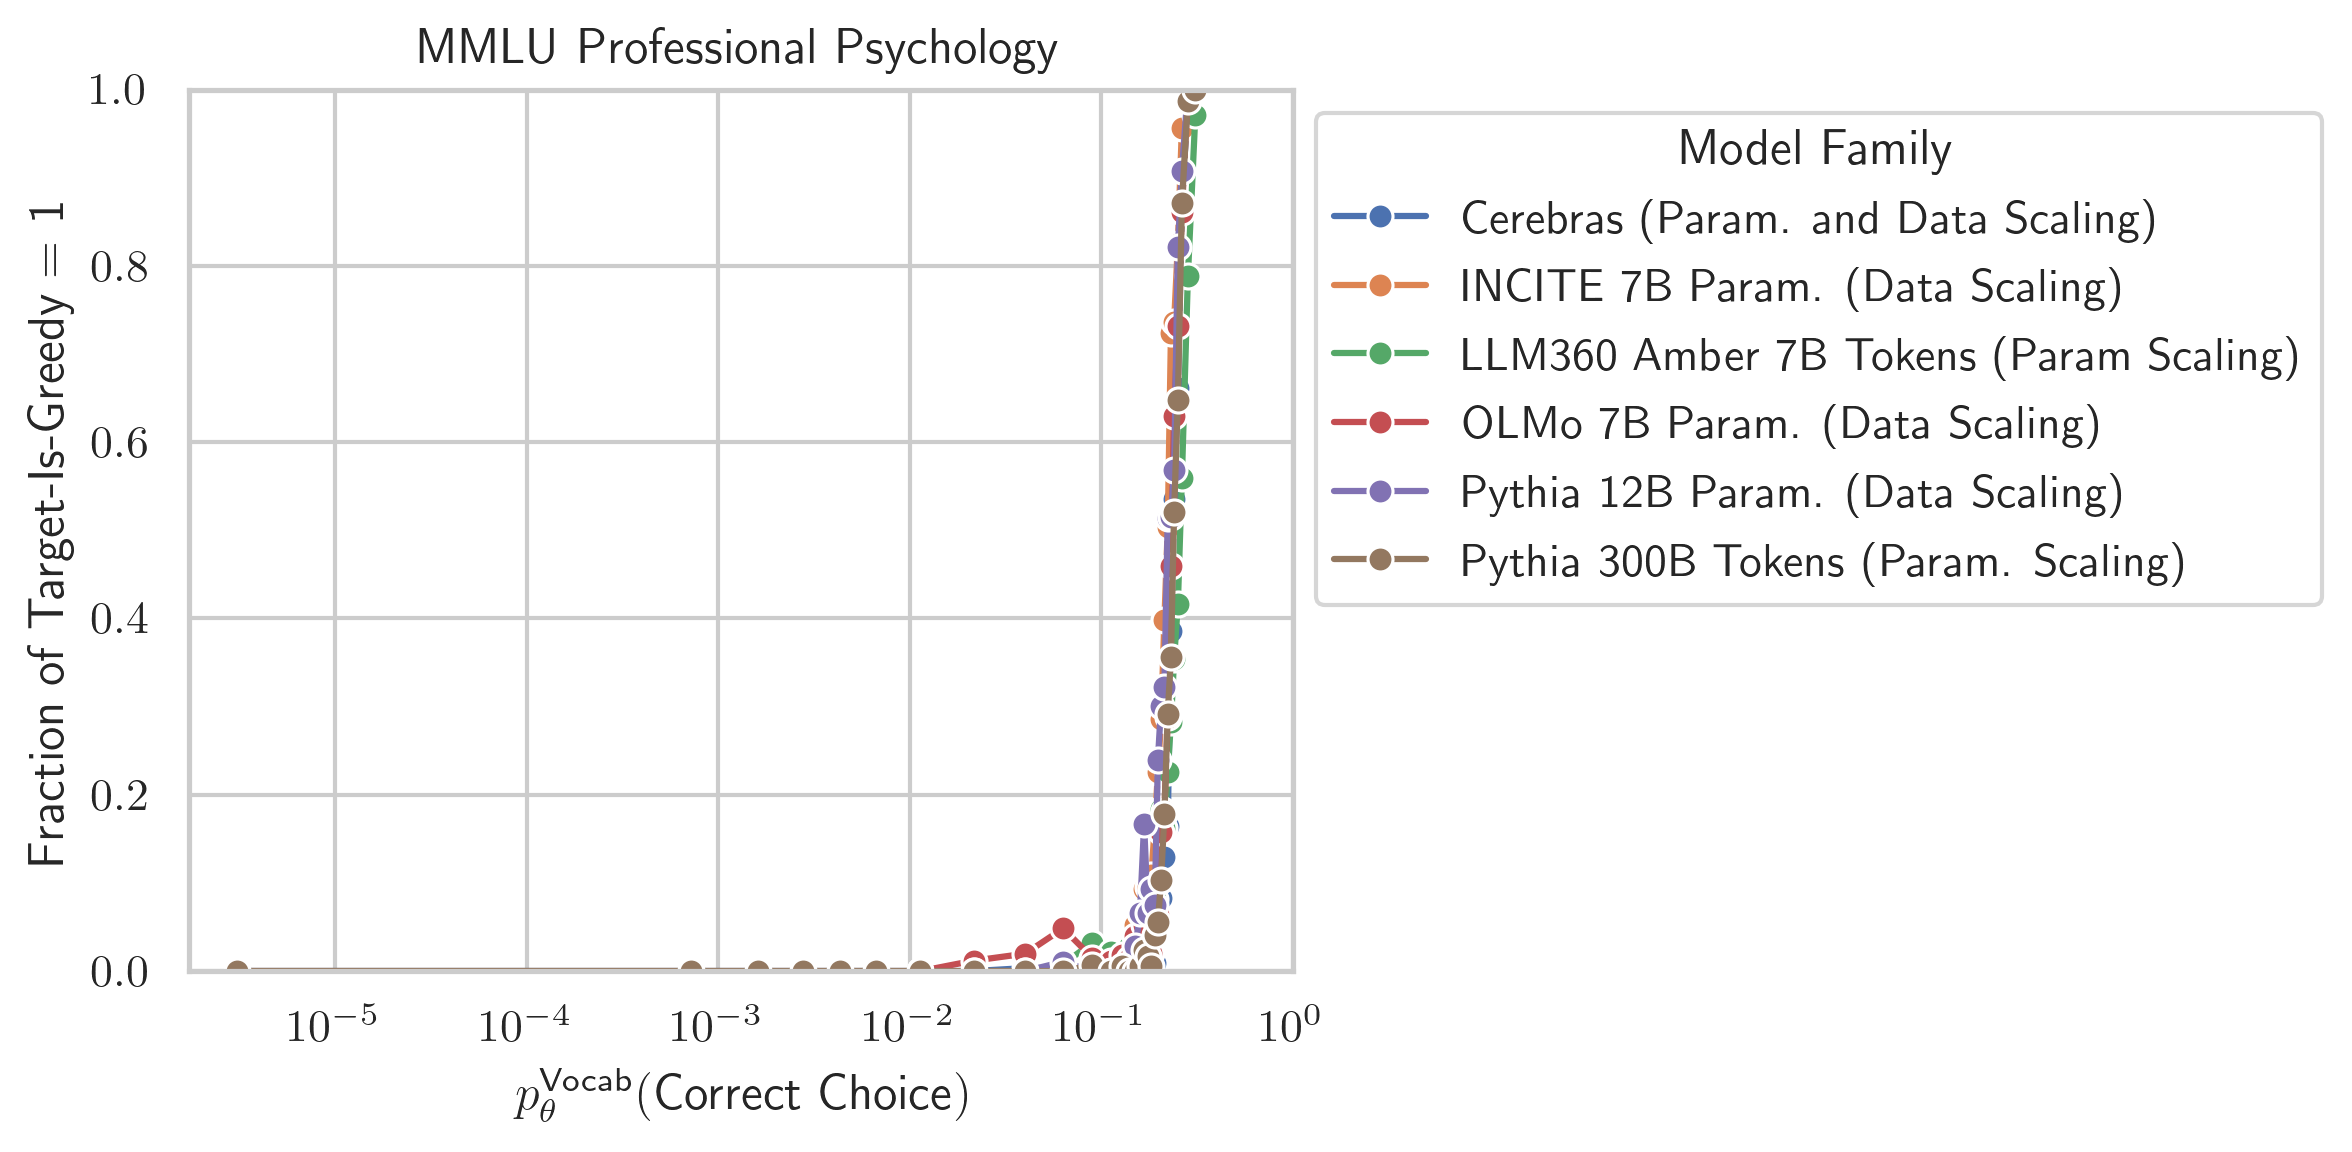 MMLU Professional Psychology
Fraction of Target-Is-Greedy = 1
1.0
0.8
0.6
0.4
0.2
0.0
10⁻⁵ 10⁻⁴ 10⁻³ 10⁻² 10⁻¹ 10⁰
p_θ^Vocab(Correct Choice)
Model Family
Cerebras (Param. and Data Scaling)
INCITE 7B Param. (Data Scaling)
LLM360 Amber 7B Tokens (Param Scaling)
OLMo 7B Param. (Data Scaling)
Pythia 12B Param. (Data Scaling)
Pythia 300B Tokens (Param. Scaling)